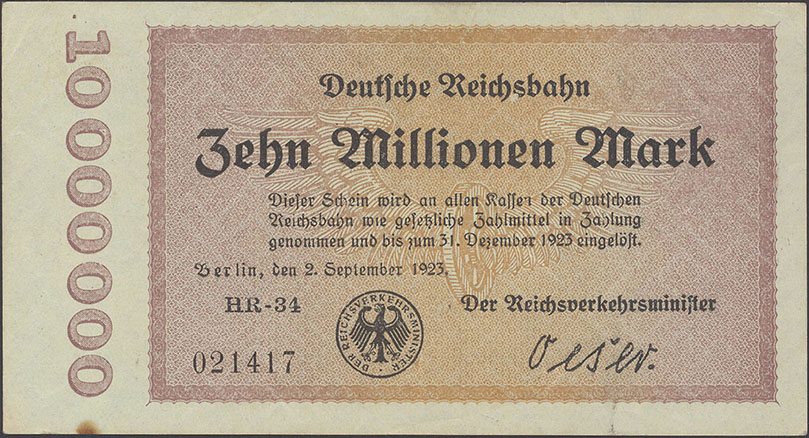 10000000
Deutsche Reichsbahn
Zehn Millionen Mark
Dieser Schein wird an allen Kassen der Deutschen
Reichsbahn wie gesetzliche Zahlmittel in Zahlung
genommen und bis zum 31. Dezember 1923 eingelöst.
Berlin, den 2. September 1923.
HR-34
Der Reichsverkehrsminister
DER REICHSVERKEHRSMINISTER
021417
Oeser.